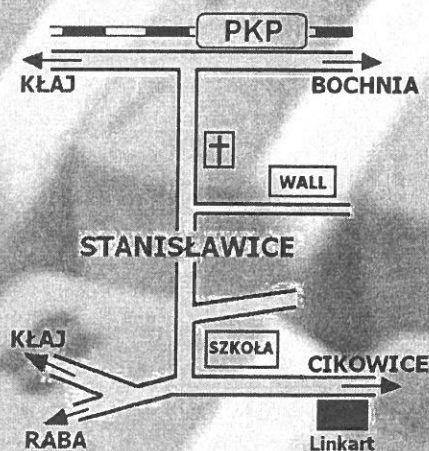 PKP
KŁAJ
BOCHNIA
WALL
STANISŁAWICE
KŁAJ
SZKOŁA
CIKOWICE
RABA
Linkart